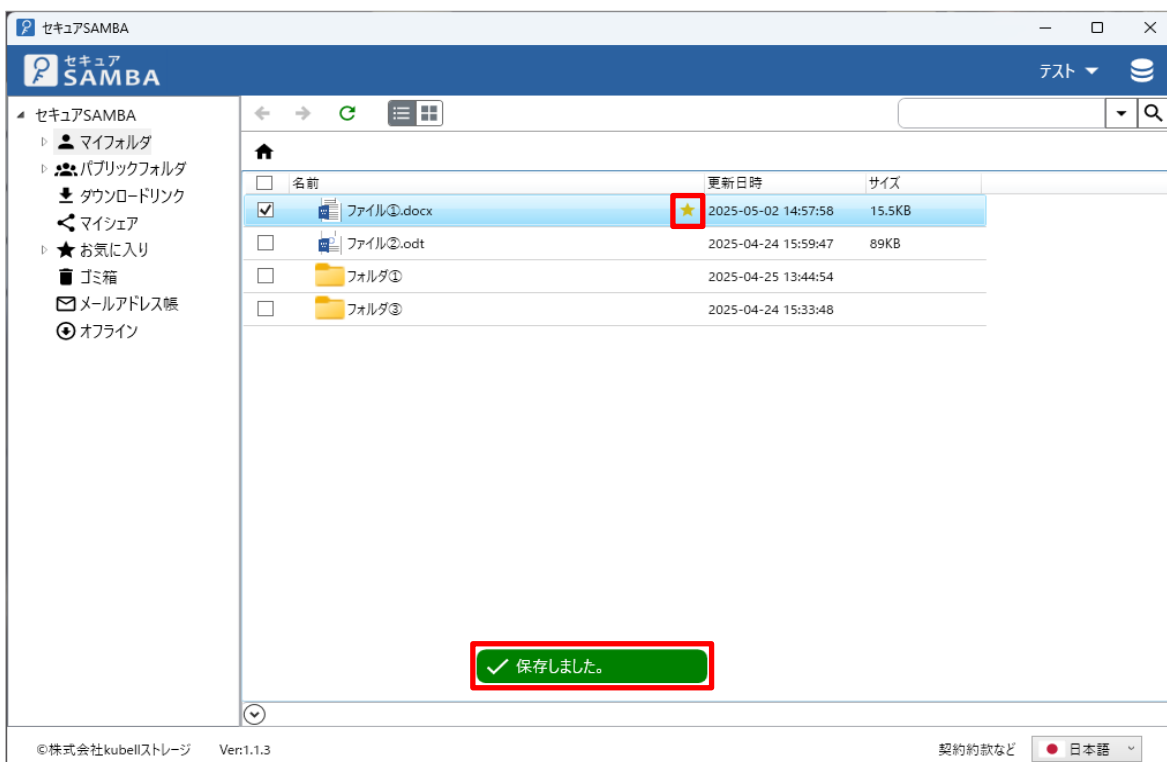 セキュアSAMBA
セキュア
SAMBA
テスト
セキュアSAMBA
マイフォルダ
パブリックフォルダ
ダウンロードリンク
マイシェア
お気に入り
ゴミ箱
メールアドレス帳
オフライン
名前 更新日時 サイズ
ファイル①.docx 2025-05-02 14:57:58 15.5KB
ファイル②.odt 2025-04-24 15:59:47 89KB
フォルダ① 2025-04-25 13:44:54
フォルダ③ 2025-04-24 15:33:48
保存しました。
©株式会社kubellストレージ Ver:1.1.3 契約約款など 日本語